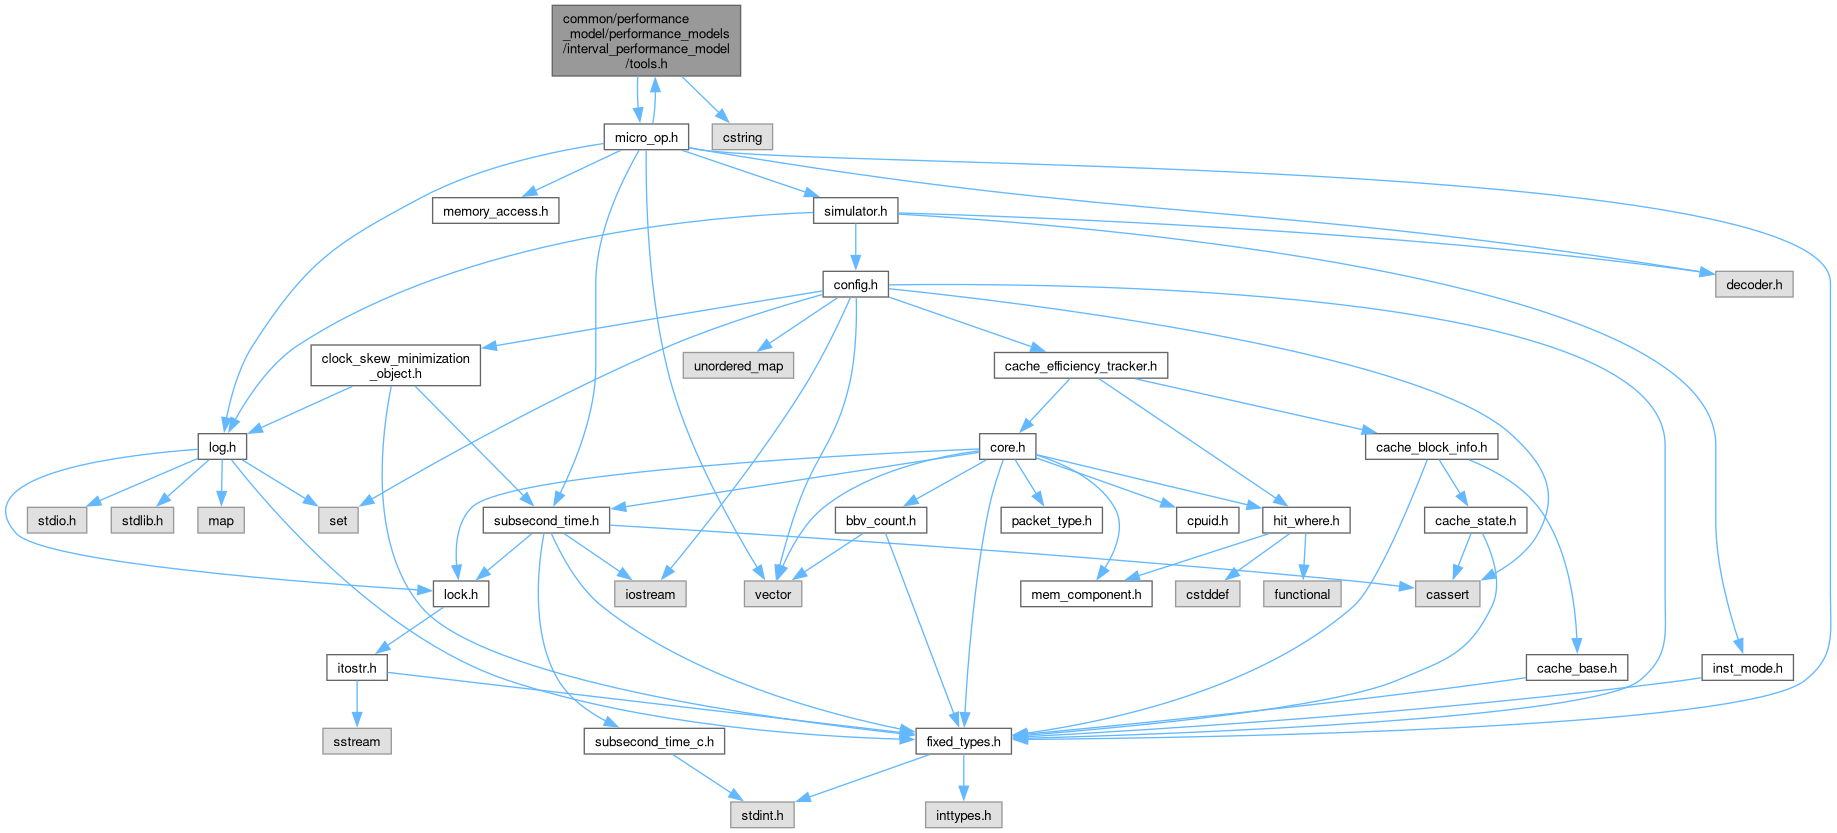 common/performance
_model/performance_models
/interval_performance_model
/tools.h
micro_op.h
cstring
memory_access.h
simulator.h
config.h
decoder.h
clock_skew_minimization
_object.h
unordered_map
cache_efficiency_tracker.h
log.h
core.h
cache_block_info.h
stdio.h
stdlib.h
map
set
subsecond_time.h
bbv_count.h
packet_type.h
cpuid.h
hit_where.h
cache_state.h
lock.h
iostream
vector
mem_component.h
cstddef
functional
cassert
itostr.h
cache_base.h
inst_mode.h
sstream
subsecond_time_c.h
fixed_types.h
stdint.h
inttypes.h